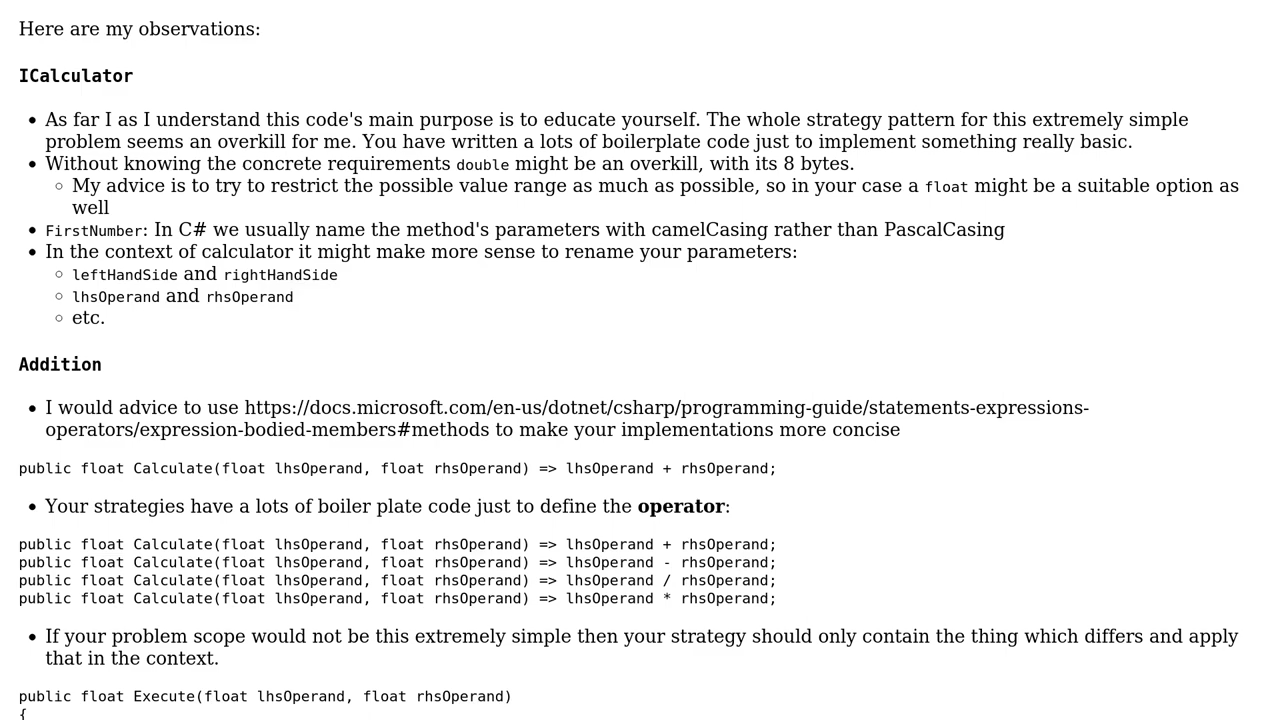 Here are my observations:
ICalculator
• As far I as I understand this code's main purpose is to educate yourself. The whole strategy pattern for this extremely simple
problem seems an overkill for me. You have written a lots of boilerplate code just to implement something really basic.
• Without knowing the concrete requirements double might be an overkill, with its 8 bytes.
◦ My advice is to try to restrict the possible value range as much as possible, so in your case a float might be a suitable option as
well
• FirstNumber: In C# we usually name the method's parameters with camelCasing rather than PascalCasing
• In the context of calculator it might make more sense to rename your parameters:
◦ leftHandSide and rightHandSide
◦ lhsOperand and rhsOperand
◦ etc.
Addition
• I would advice to use https://docs.microsoft.com/en-us/dotnet/csharp/programming-guide/statements-expressions-
operators/expression-bodied-members#methods to make your implementations more concise
public float Calculate(float lhsOperand, float rhsOperand) => lhsOperand + rhsOperand;
• Your strategies have a lots of boiler plate code just to define the operator:
public float Calculate(float lhsOperand, float rhsOperand) => lhsOperand + rhsOperand;
public float Calculate(float lhsOperand, float rhsOperand) => lhsOperand - rhsOperand;
public float Calculate(float lhsOperand, float rhsOperand) => lhsOperand / rhsOperand;
public float Calculate(float lhsOperand, float rhsOperand) => lhsOperand * rhsOperand;
• If your problem scope would not be this extremely simple then your strategy should only contain the thing which differs and apply
that in the context.
public float Execute(float lhsOperand, float rhsOperand)
{